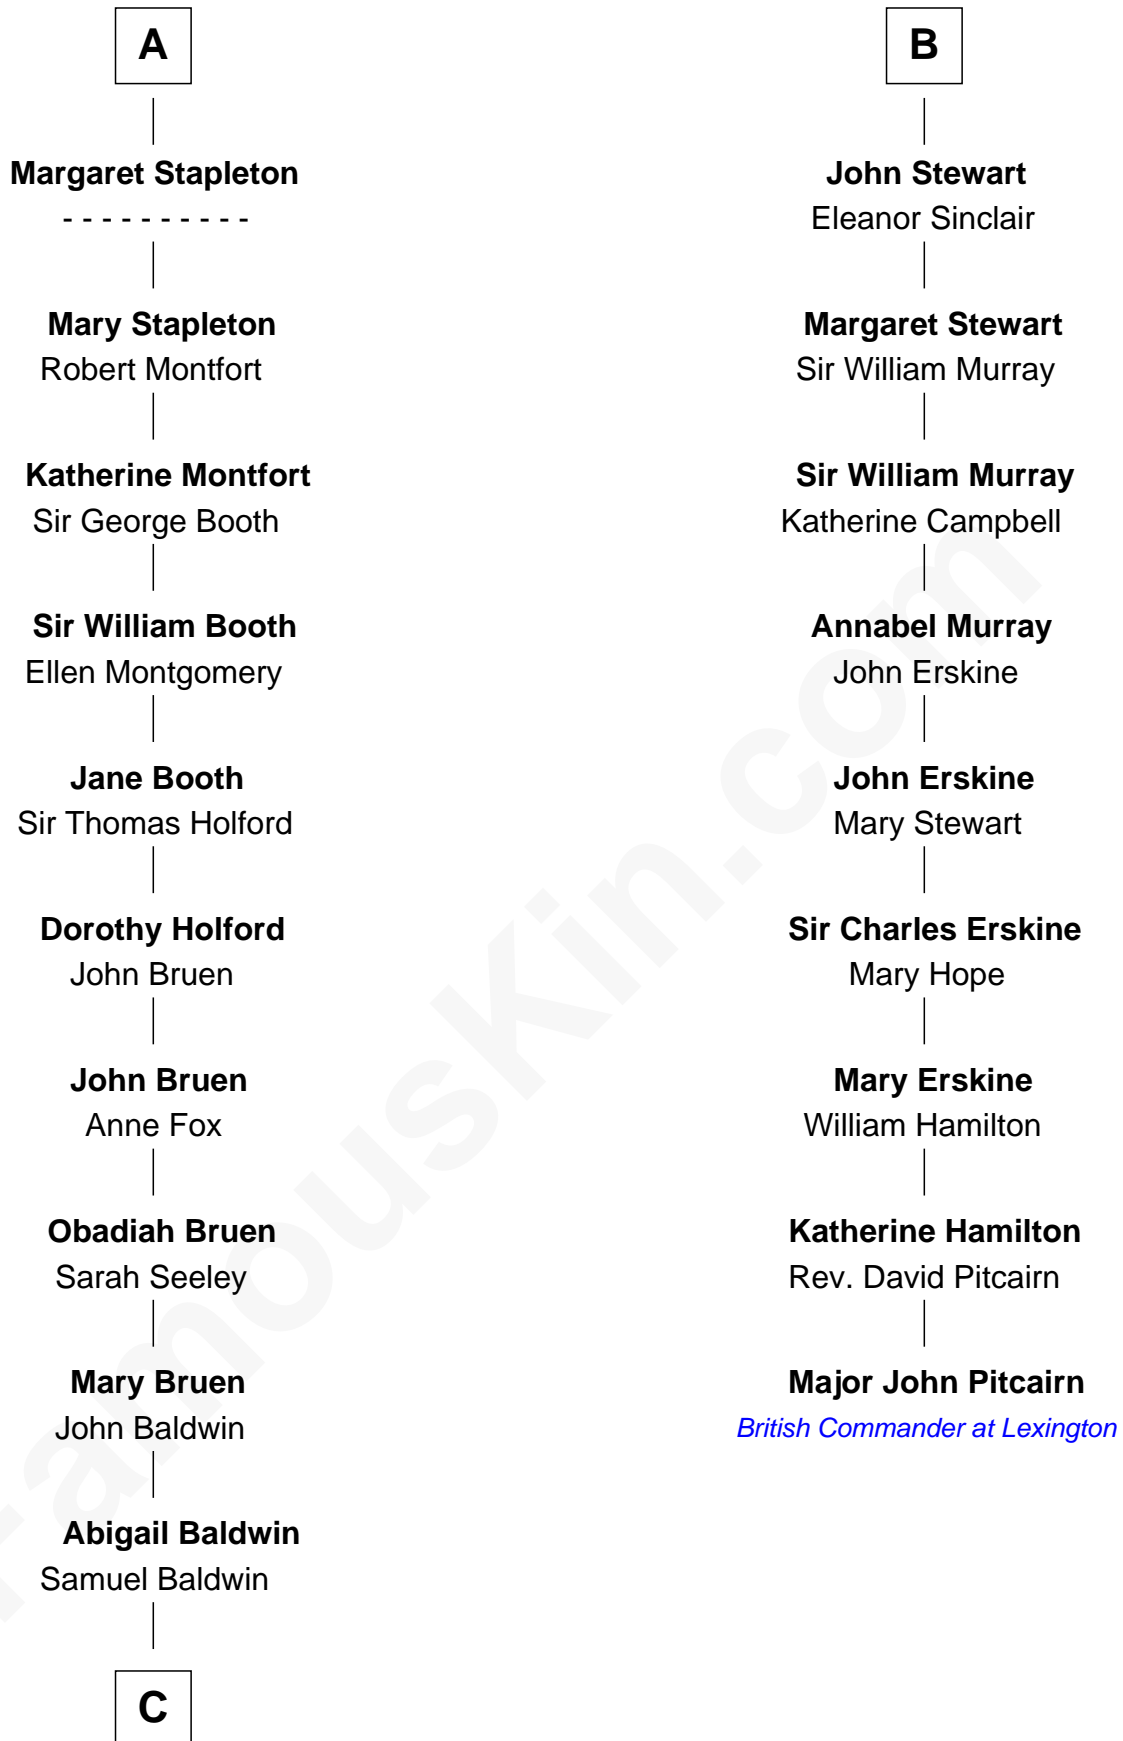 A
Margaret Stapleton
- - - - - - - - - -
Mary Stapleton
Robert Montfort
Katherine Montfort
Sir George Booth
Sir William Booth
Ellen Montgomery
Jane Booth
Sir Thomas Holford
Dorothy Holford
John Bruen
John Bruen
Anne Fox
Obadiah Bruen
Sarah Seeley
Mary Bruen
John Baldwin
Abigail Baldwin
Samuel Baldwin
C
B
John Stewart
Eleanor Sinclair
Margaret Stewart
Sir William Murray
Sir William Murray
Katherine Campbell
Annabel Murray
John Erskine
John Erskine
Mary Stewart
Sir Charles Erskine
Mary Hope
Mary Erskine
William Hamilton
Katherine Hamilton
Rev. David Pitcairn
Major John Pitcairn
British Commander at Lexington
FamousKin.com